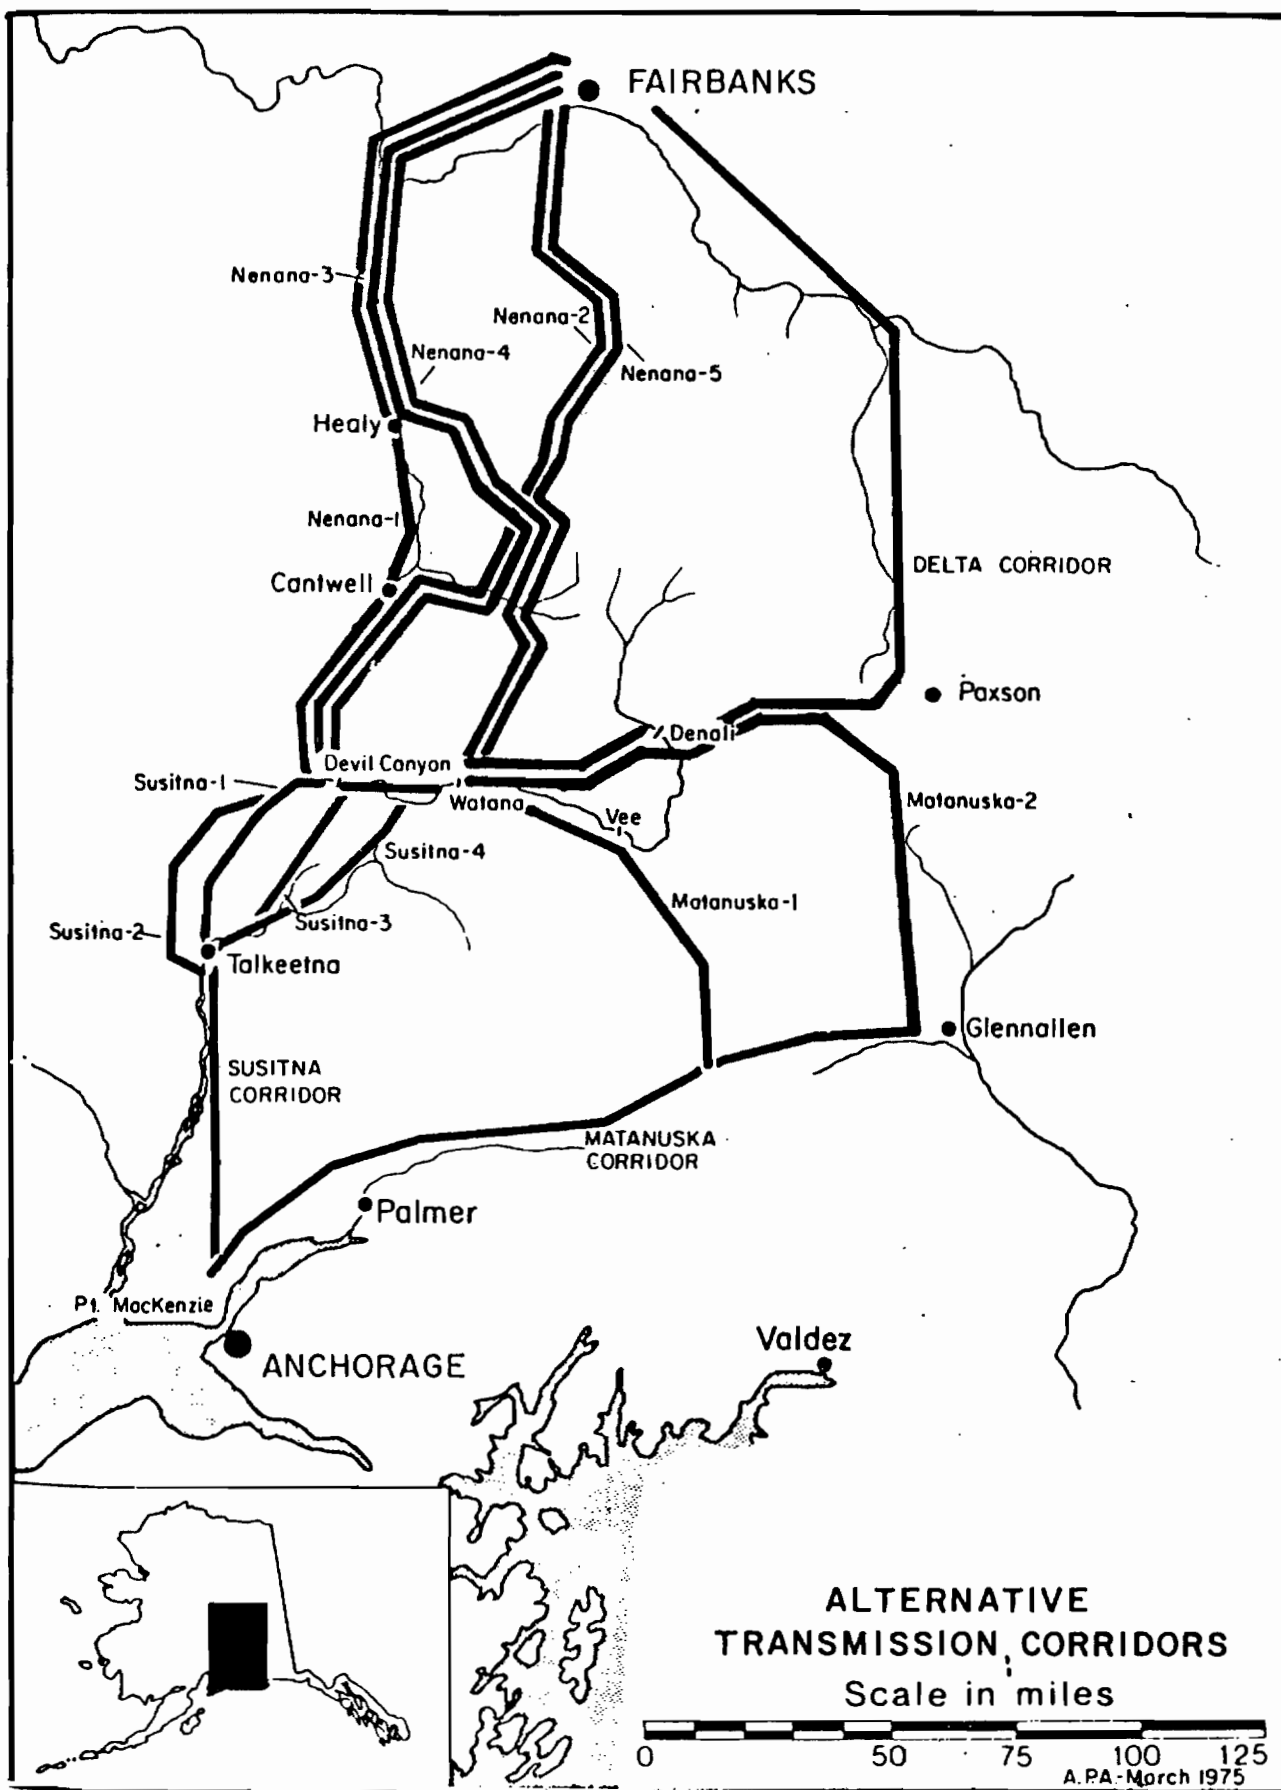 FAIRBANKS
Nenana-3
Nenana-2
Nenana-4
Nenana-5
Healy
Nenana-1
DELTA CORRIDOR
Cantwell
Paxson
Denali
Devil Canyon
Susitna-1
Watana
Matanuska-2
Vee
Susitna-4
Matanuska-1
Susitna-3
Susitna-2
Talkeetna
Glennallen
SUSITNA
CORRIDOR
MATANUSKA
CORRIDOR
Palmer
Pt. MacKenzie
Valdez
ANCHORAGE
ALTERNATIVE
TRANSMISSION CORRIDORS
Scale in miles
0 50 75 100 125
A.P.A.-March 1975